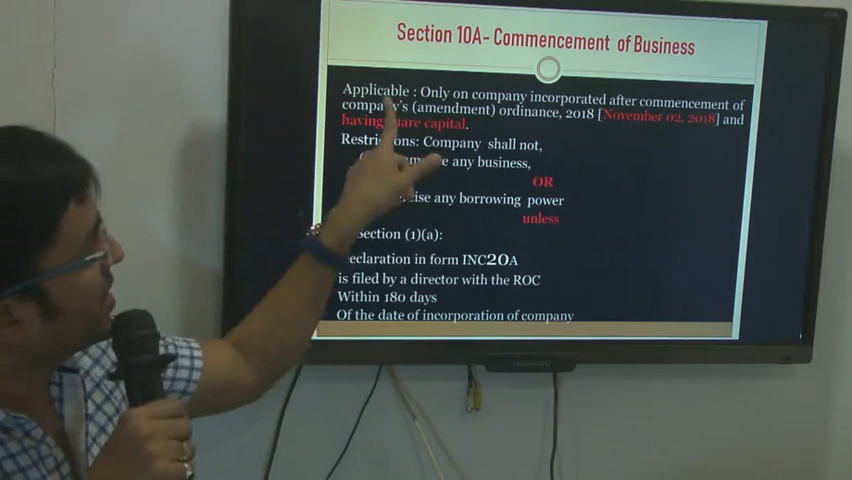 Section 10A- Commencement of Business
Applicable : Only on company incorporated after commencement of
company's (amendment) ordinance, 2018 [November 02, 2018] and
having capital.
Restrictions: Company shall not,
any business,
OR
any borrowing power
unless
Section (1)(a):
eclaration in form INC20A
is filed by a director with the ROC
Within 180 days
Of the date of incorporation of company